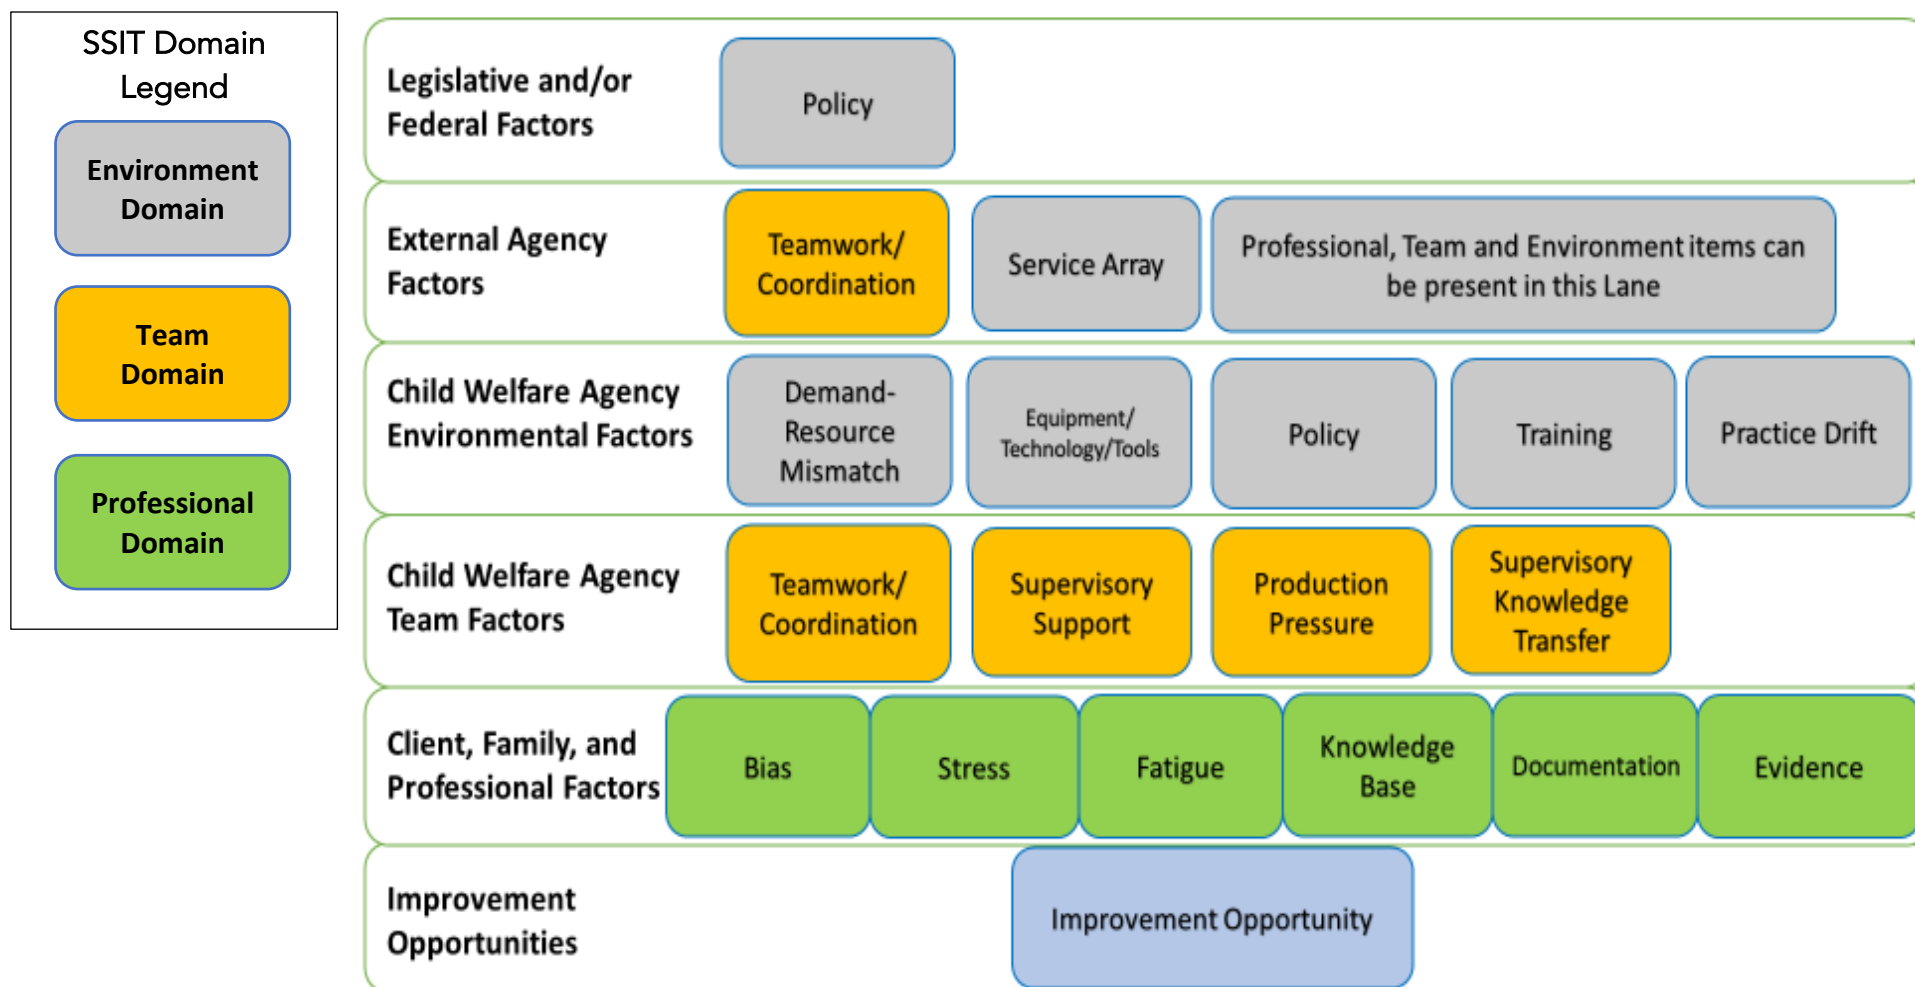 SSIT Domain
Legend
Environment
Domain
Team
Domain
Professional
Domain
Legislative and/or
Federal Factors
Policy
External Agency
Factors
Teamwork/
Coordination
Service Array
Professional, Team and Environment items can
be present in this Lane
Child Welfare Agency
Environmental Factors
Demand-
Resource
Mismatch
Equipment/
Technology/Tools
Policy
Training
Practice Drift
Child Welfare Agency
Team Factors
Teamwork/
Coordination
Supervisory
Support
Production
Pressure
Supervisory
Knowledge
Transfer
Client, Family, and
Professional Factors
Bias
Stress
Fatigue
Knowledge
Base
Documentation
Evidence
Improvement
Opportunities
Improvement Opportunity